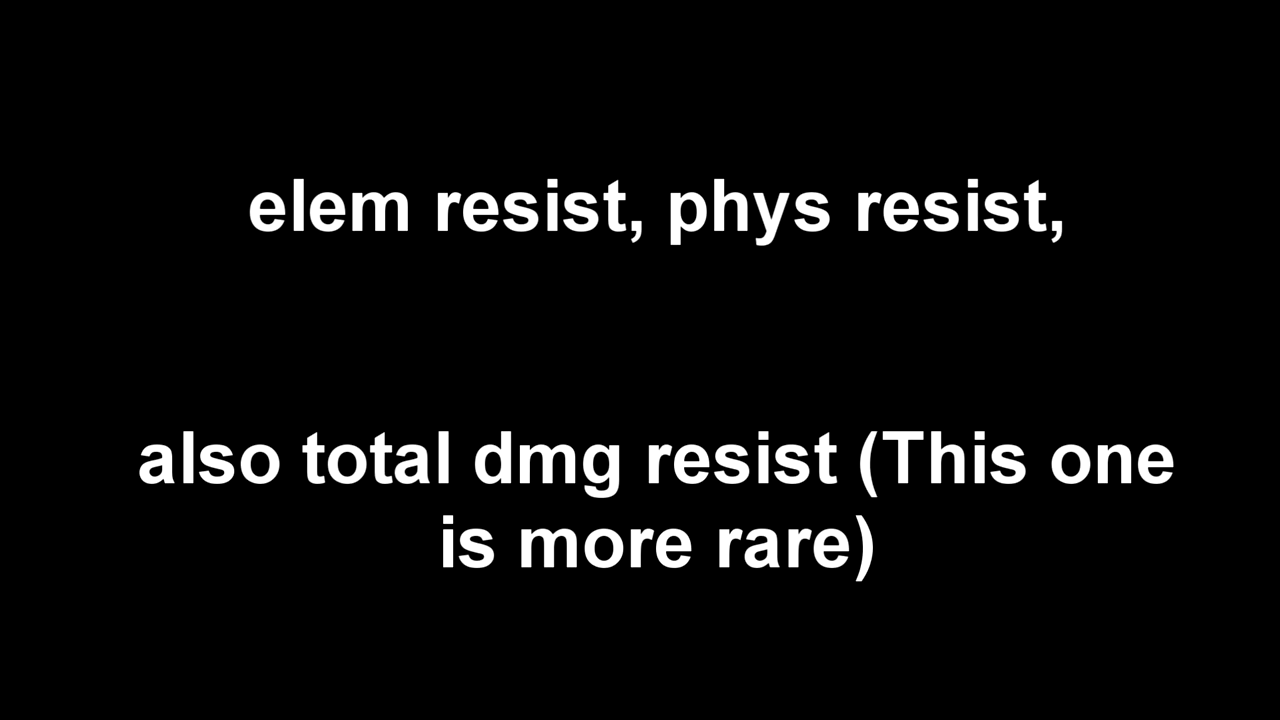 elem resist, phys resist,
also total dmg resist (This one
is more rare)